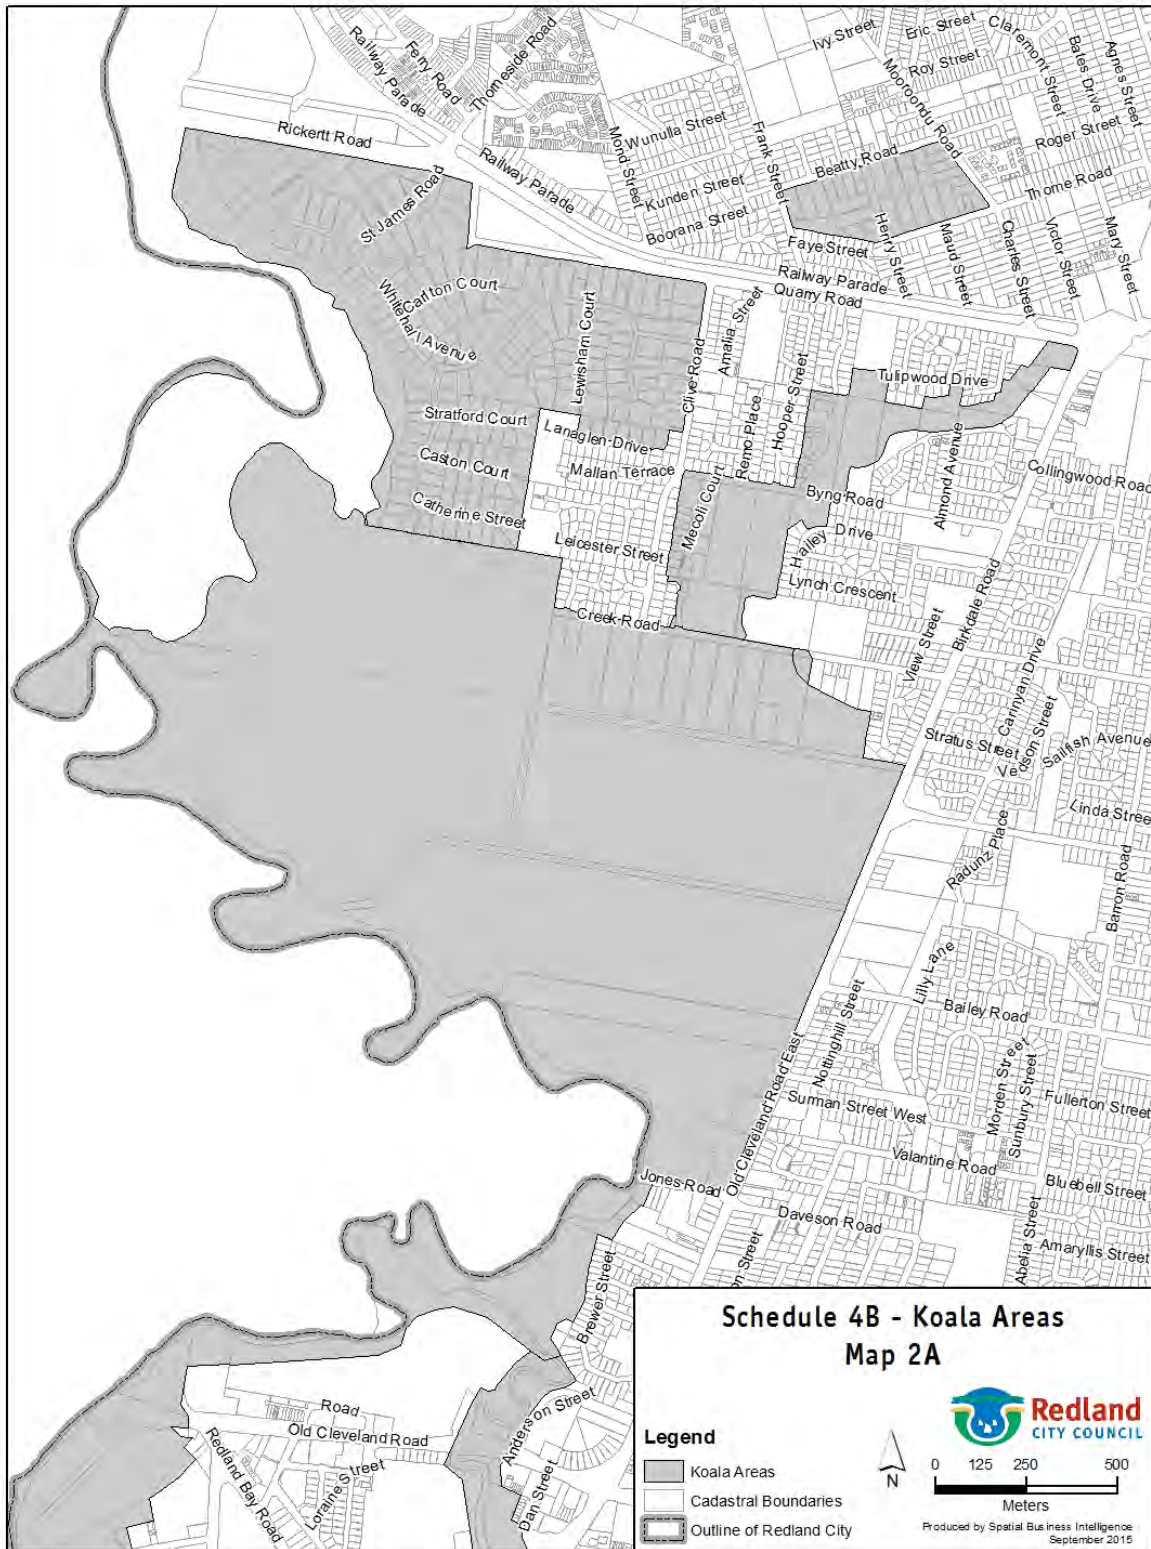 Ivy Street
Eric Street
Claremont Street
Bates Drive
Agnes Street
Roy Street
Mooroondu Road
Railway Parade
Ferry Road
Thorneside Road
Rickertt Road
Railway Parade
Mond Street
Wunulla Street
Frank Street
Beatty Road
Roger Street
Thorne Road
Kunden Street
Boorana Street
St James Road
Faye Street
Henry Street
Maud Street
Charles Street
Victor Street
Mary Street
Railway Parade
Quarry Road
Carlton Court
Whitehall Avenue
Lewisham Court
Clive Road
Amalia Street
Hooper Street
Remo Place
Tulipwood Drive
Stratford Court
Lanaglen Drive
Mallan Terrace
Caston Court
Catherine Street
Mecoli Court
Byng Road
Almond Avenue
Collingwood Road
Leicester Street
Hailey Drive
Lynch Crescent
Creek Road
View Street
Birkdale Road
Carinyan Drive
Stratus Street
Sailfish Avenue
Radunz Place
Barron Road
Lilly Lane
Nottinghill Street
Bailey Road
Old Cleveland Road East
Surman Street West
Morden Street
Sunbury Street
Fullerton Street
Valantine Road
Bluebell Street
Jones Road
Daveson Road
Abelia Street
Amaryllis Street
Brewer Street
Anderson Street
Road
Old Cleveland Road
Redland Bay Road
Loraine Street
Dan Street
Schedule 4B - Koala Areas
Map 2A
Redland
CITY COUNCIL
Legend
Koala Areas
Cadastral Boundaries
Outline of Redland City
N
0 125 250 500
Meters
Produced by Spatial Business Intelligence
September 2015